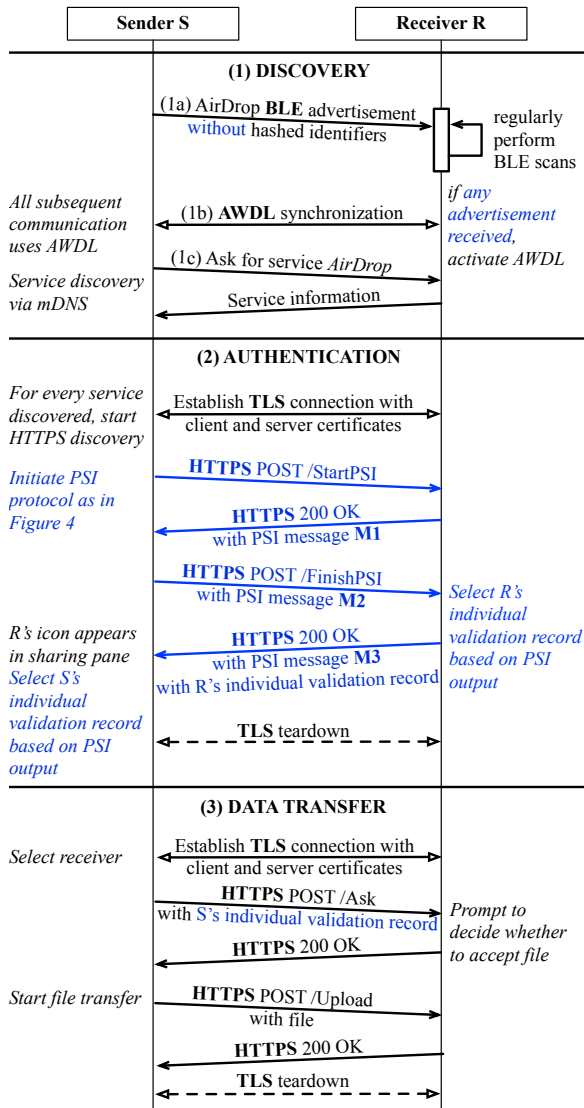 Sender S
Receiver R
(1) DISCOVERY
(1a) AirDrop BLE advertisement
without hashed identifiers
regularly
perform
BLE scans
All subsequent
communication
uses AWDL
(1b) AWDL synchronization
if any
advertisement
received,
activate AWDL
(1c) Ask for service AirDrop
Service discovery
via mDNS
Service information
(2) AUTHENTICATION
For every service
discovered, start
HTTPS discovery
Establish TLS connection with
client and server certificates
Initiate PSI
protocol as in
Figure 4
HTTPS POST /StartPSI
HTTPS 200 OK
with PSI message M1
HTTPS POST /FinishPSI
with PSI message M2
Select R's
individual
validation record
based on PSI
output
HTTPS 200 OK
with PSI message M3
with R's individual validation record
R's icon appears
in sharing pane
Select S's
individual
validation record
based on PSI
output
TLS teardown
(3) DATA TRANSFER
Select receiver
Establish TLS connection with
client and server certificates
HTTPS POST /Ask
with S's individual validation record
Prompt to
decide whether
to accept file
HTTPS 200 OK
Start file transfer
HTTPS POST /Upload
with file
HTTPS 200 OK
TLS teardown